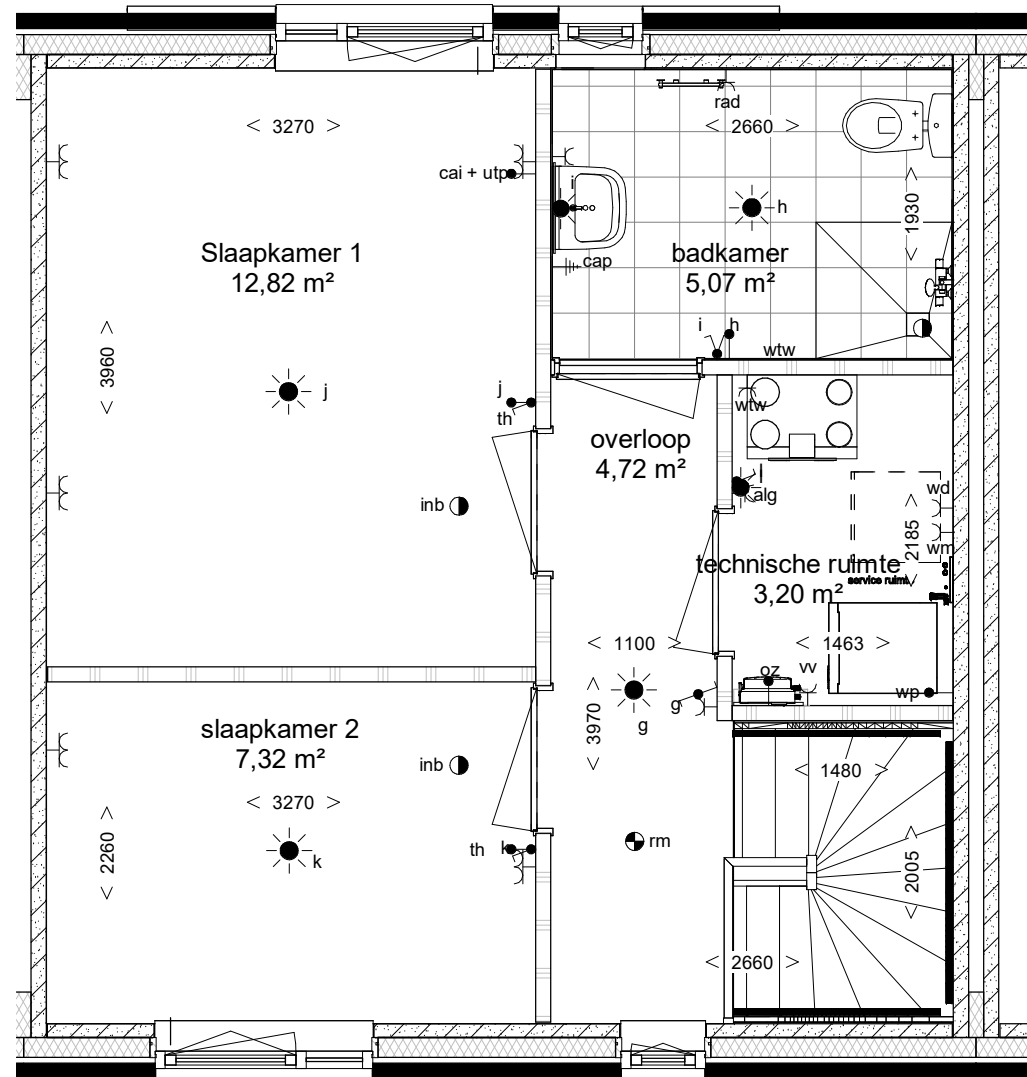 rad
< 3270 >
< 2660 >
cai + utp
i
h
< 1930 >
Slaapkamer 1
12,82 m²
badkamer
5,07 m²
cap
i
h
wtw
< 3960 >
j
j
th
wtw
overloop
4,72 m²
l
alg
wd
inb
< 2185 >
wm
technische ruimte
3,20 m²
< 1100 >
< 1463 >
oz
vv
wp
g
g
slaapkamer 2
7,32 m²
< 3970 >
inb
< 1480 >
< 3270 >
< 2260 >
th
k
k
rm
< 2005 >
< 2660 >